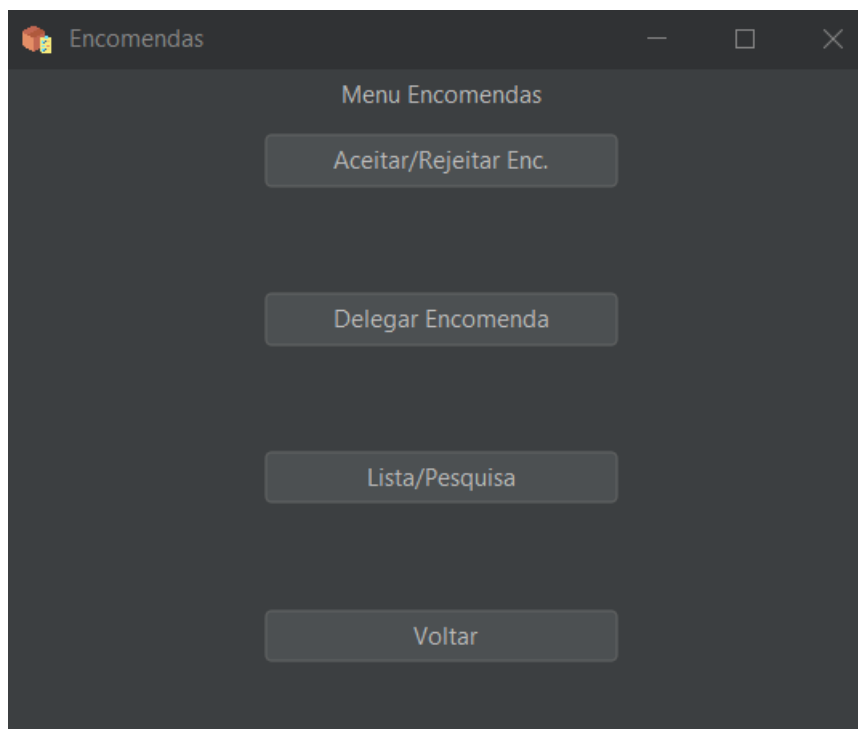 Encomendas
Menu Encomendas
Aceitar/Rejeitar Enc.
Delegar Encomenda
Lista/Pesquisa
Voltar